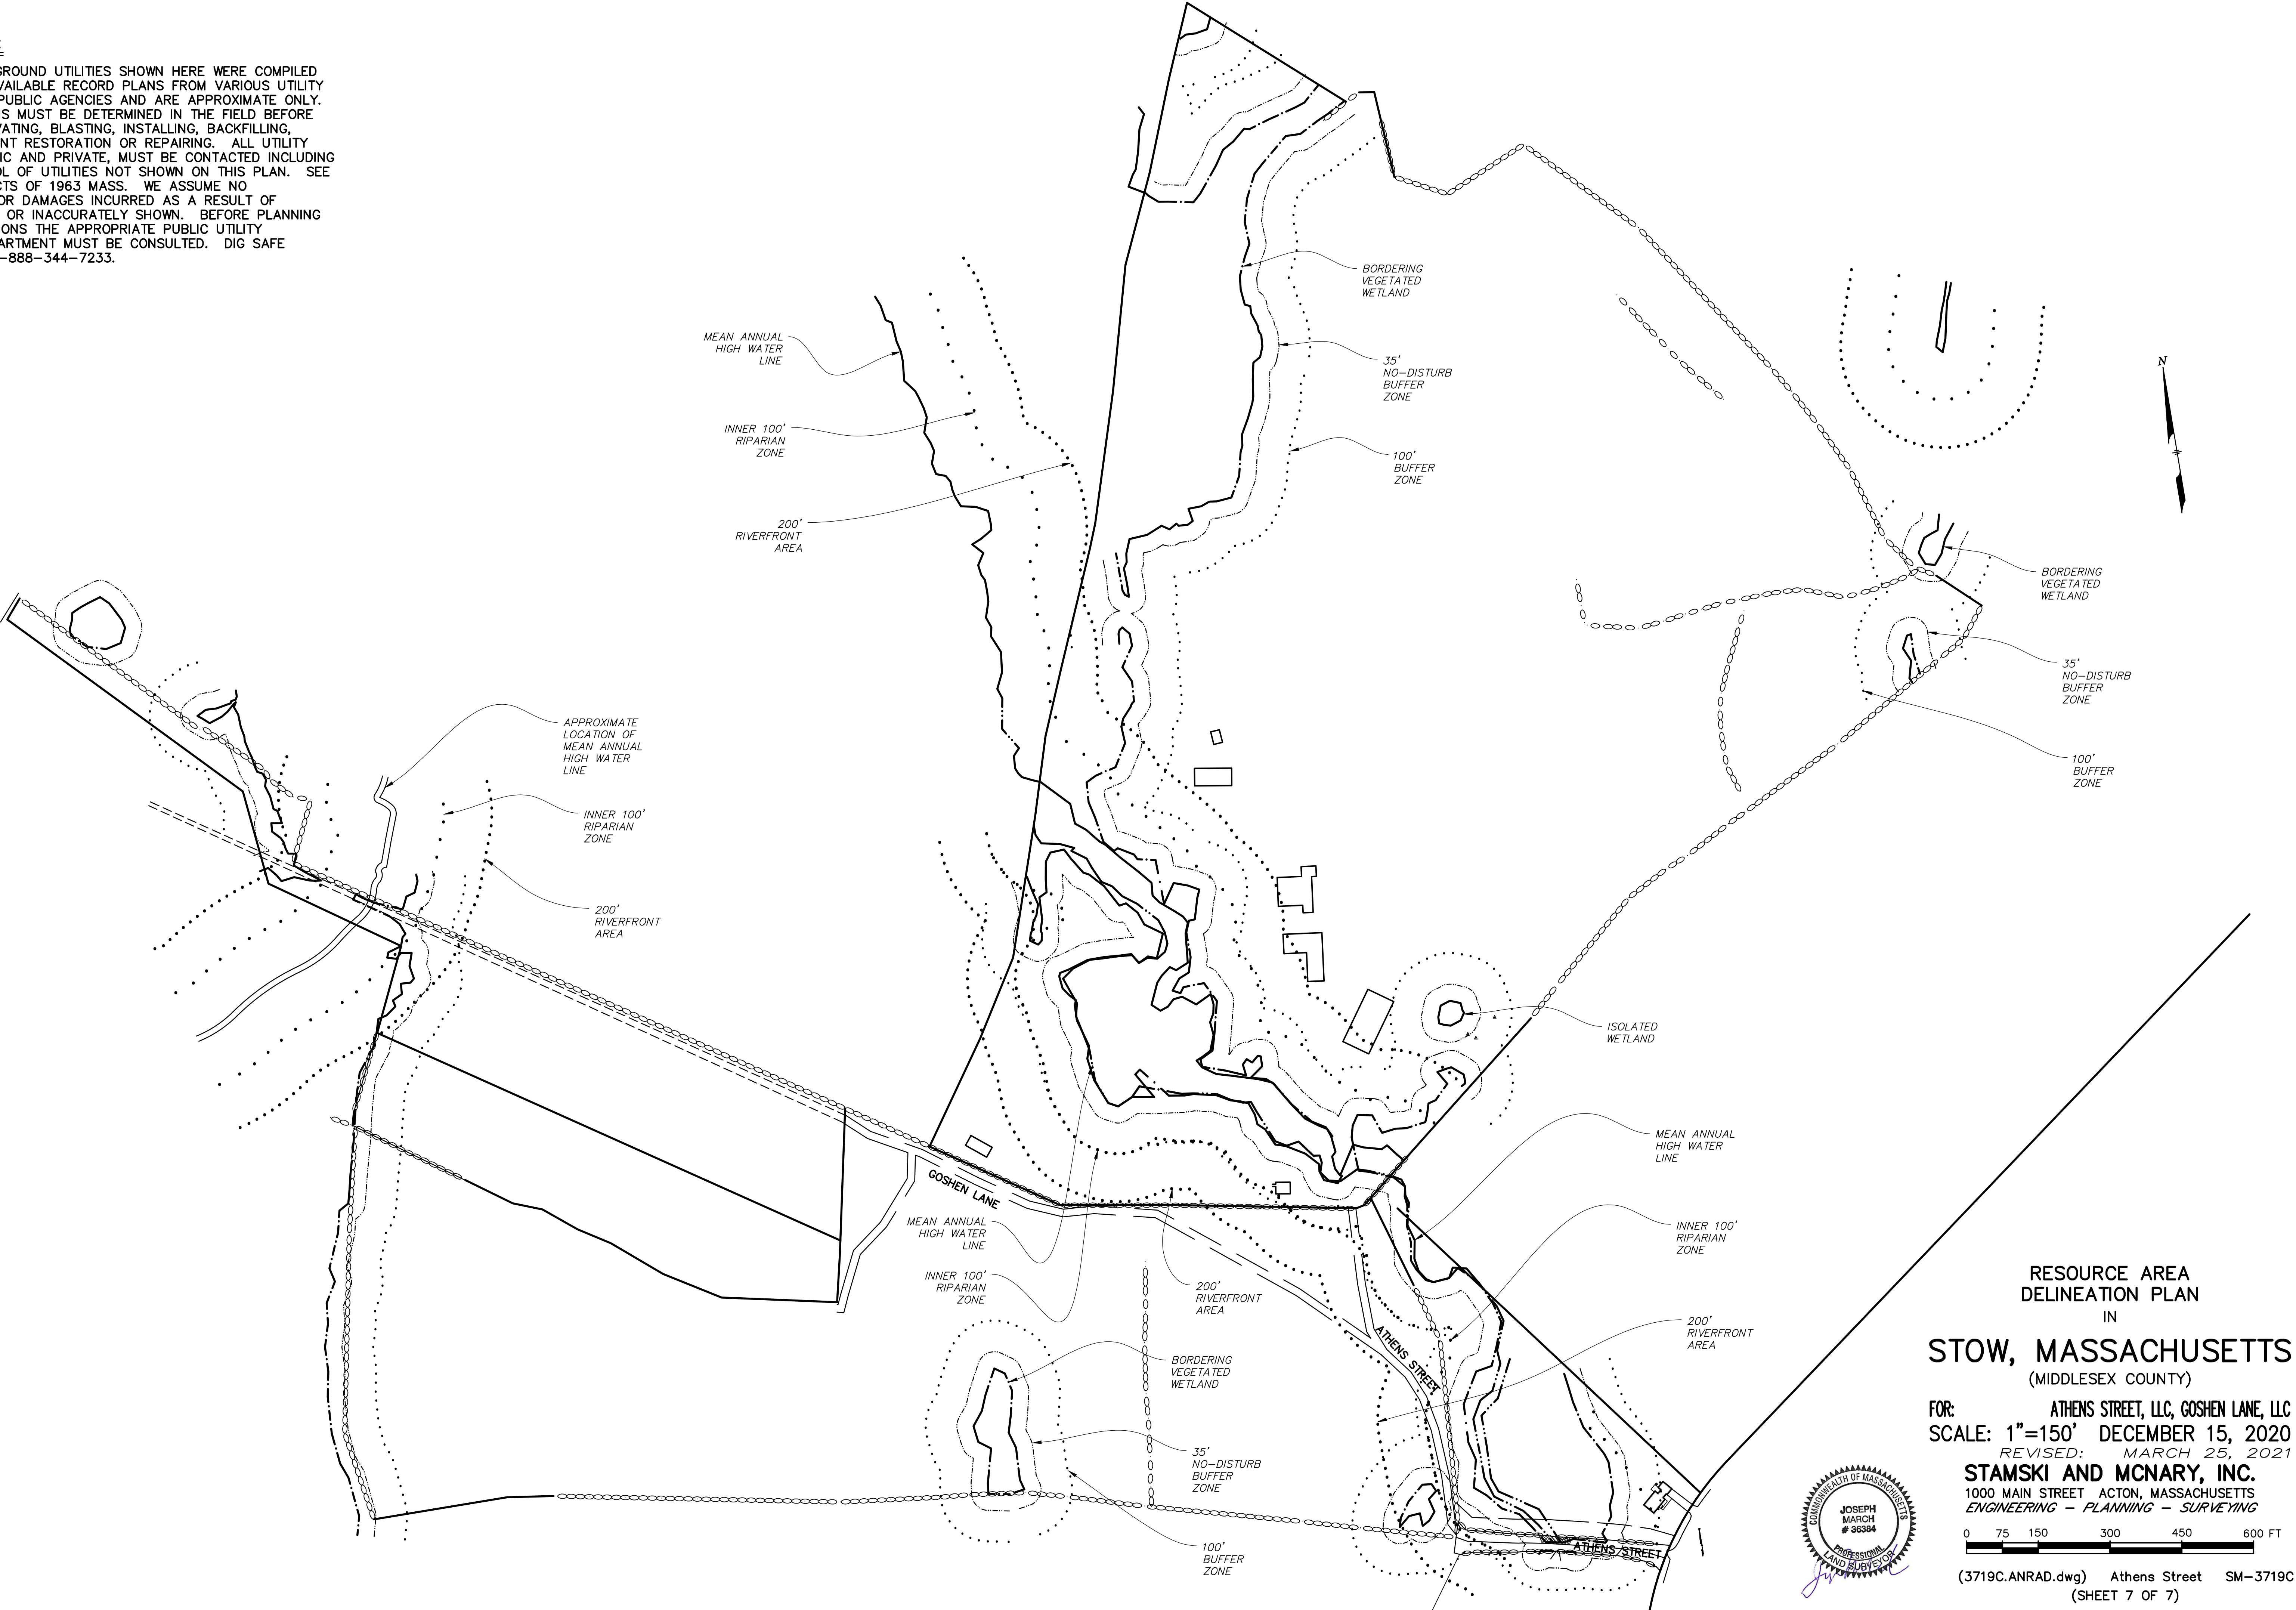 GROUND UTILITIES SHOWN HERE WERE COMPILED
VAILABLE RECORD PLANS FROM VARIOUS UTILITY
PUBLIC AGENCIES AND ARE APPROXIMATE ONLY.
S MUST BE DETERMINED IN THE FIELD BEFORE
VATING, BLASTING, INSTALLING, BACKFILLING,
NT RESTORATION OR REPAIRING. ALL UTILITY
IC AND PRIVATE, MUST BE CONTACTED INCLUDING
OL OF UTILITIES NOT SHOWN ON THIS PLAN. SEE
CTS OF 1963 MASS. WE ASSUME NO
OR DAMAGES INCURRED AS A RESULT OF
OR INACCURATELY SHOWN. BEFORE PLANNING
IONS THE APPROPRIATE PUBLIC UTILITY
ARTMENT MUST BE CONSULTED. DIG SAFE
-888-344-7233.
BORDERING
VEGETATED
WETLAND
MEAN ANNUAL
HIGH WATER
LINE
35'
NO-DISTURB
BUFFER
ZONE
INNER 100'
RIPARIAN
ZONE
100'
BUFFER
ZONE
200'
RIVERFRONT
AREA
N
BORDERING
VEGETATED
WETLAND
35'
NO-DISTURB
BUFFER
ZONE
100'
BUFFER
ZONE
APPROXIMATE
LOCATION OF
MEAN ANNUAL
HIGH WATER
LINE
INNER 100'
RIPARIAN
ZONE
200'
RIVERFRONT
AREA
ISOLATED
WETLAND
MEAN ANNUAL
HIGH WATER
LINE
GOSHEN LANE
MEAN ANNUAL
HIGH WATER
LINE
INNER 100'
RIPARIAN
ZONE
INNER 100'
RIPARIAN
ZONE
200'
RIVERFRONT
AREA
200'
RIVERFRONT
AREA
ATHENS STREET
BORDERING
VEGETATED
WETLAND
35'
NO-DISTURB
BUFFER
ZONE
100'
BUFFER
ZONE
ATHENS STREET
RESOURCE AREA
DELINEATION PLAN
IN
STOW, MASSACHUSETTS
(MIDDLESEX COUNTY)
FOR: ATHENS STREET, LLC, GOSHEN LANE, LLC
SCALE: 1"=150' DECEMBER 15, 2020
REVISED: MARCH 25, 2021
STAMSKI AND MCNARY, INC.
1000 MAIN STREET ACTON, MASSACHUSETTS
ENGINEERING - PLANNING - SURVEYING
0 75 150 300 450 600 FT
(3719C.ANRAD.dwg) Athens Street SM-3719C
(SHEET 7 OF 7)
COMMONWEALTH OF MASSACHUSETTS
JOSEPH
MARCH
# 36384
PROFESSIONAL
LAND SURVEYOR